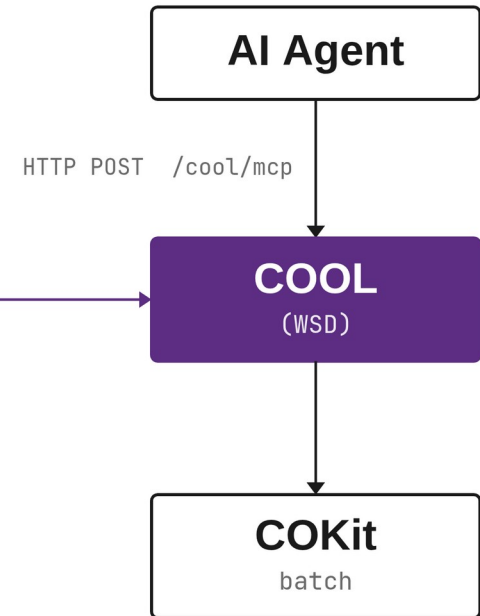 AI Agent
HTTP POST  /cool/mcp
COOL
(WSD)
COKit
batch